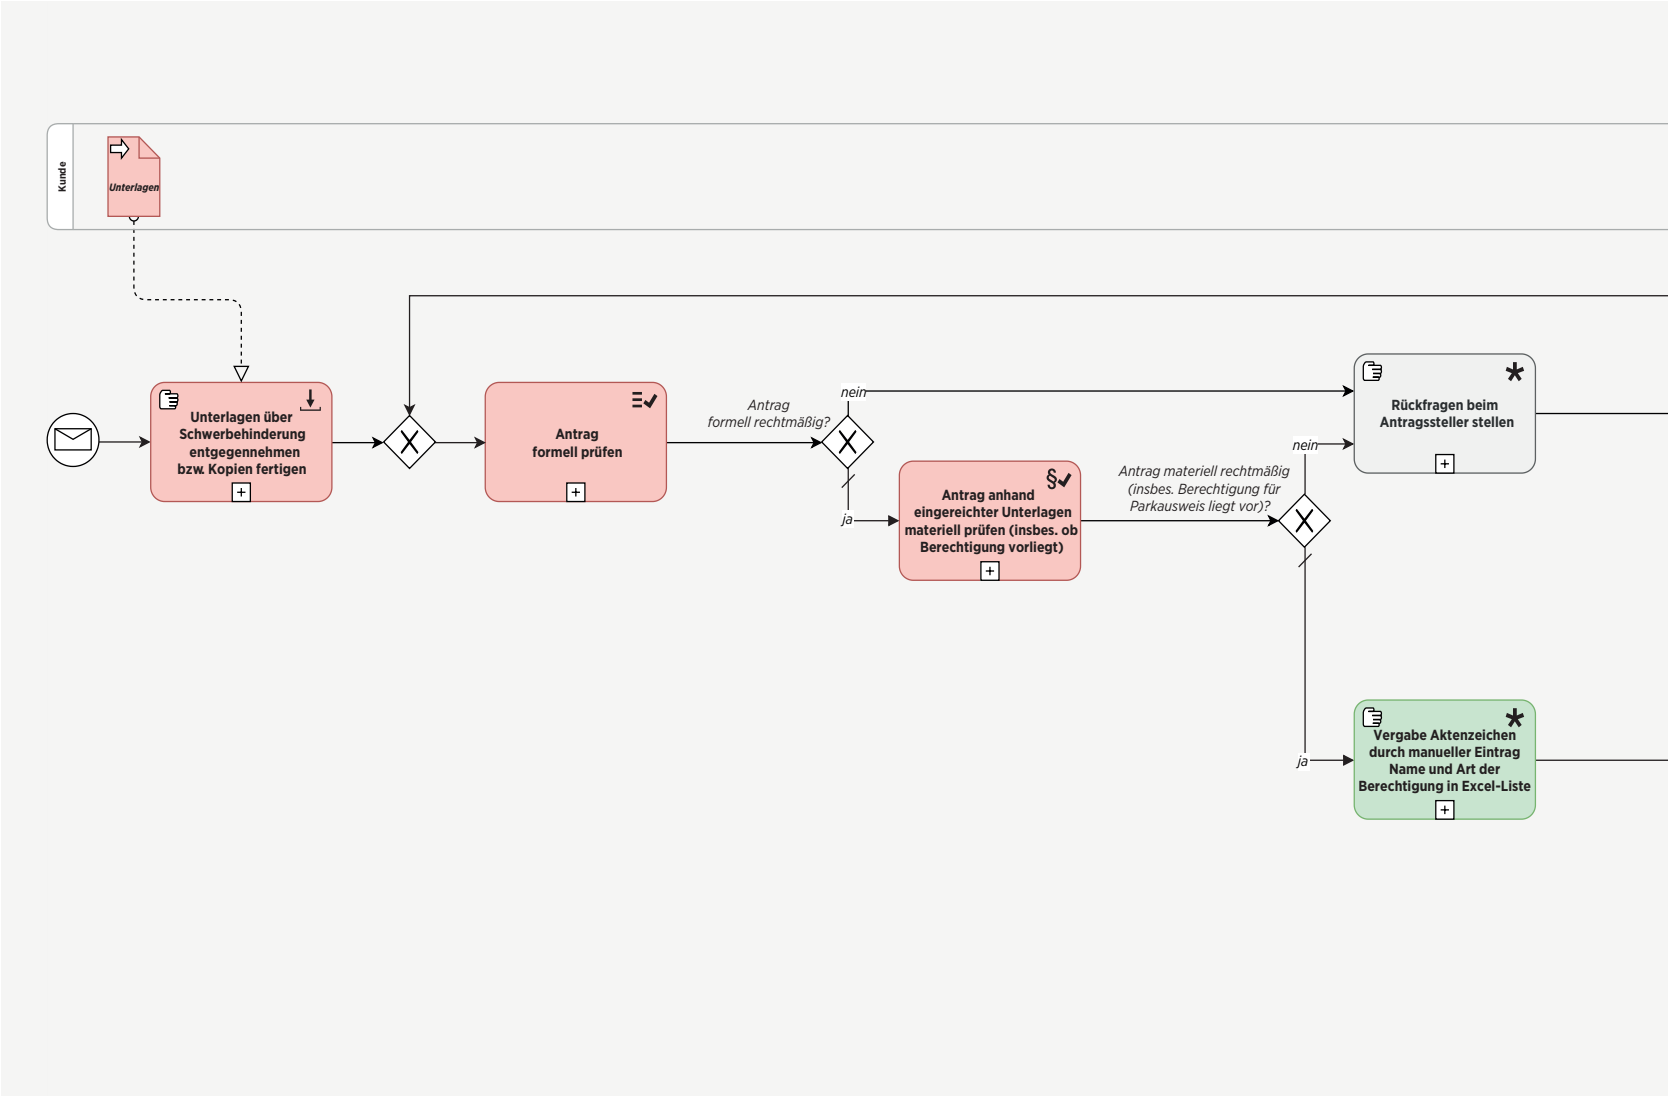 Kunde
Unterlagen
Unterlagen über
Schwerbehinderung
entgegennehmen
bzw. Kopien fertigen
Antrag
formell prüfen
Antrag
formell rechtmäßig?
nein
ja
Antrag anhand
eingereichter Unterlagen
materiell prüfen (insbes. ob
Berechtigung vorliegt)
Antrag materiell rechtmäßig
(insbes. Berechtigung für
Parkausweis liegt vor)?
nein
ja
Rückfragen beim
Antragssteller stellen
Vergabe Aktenzeichen
durch manueller Eintrag
Name und Art der
Berechtigung in Excel-Liste